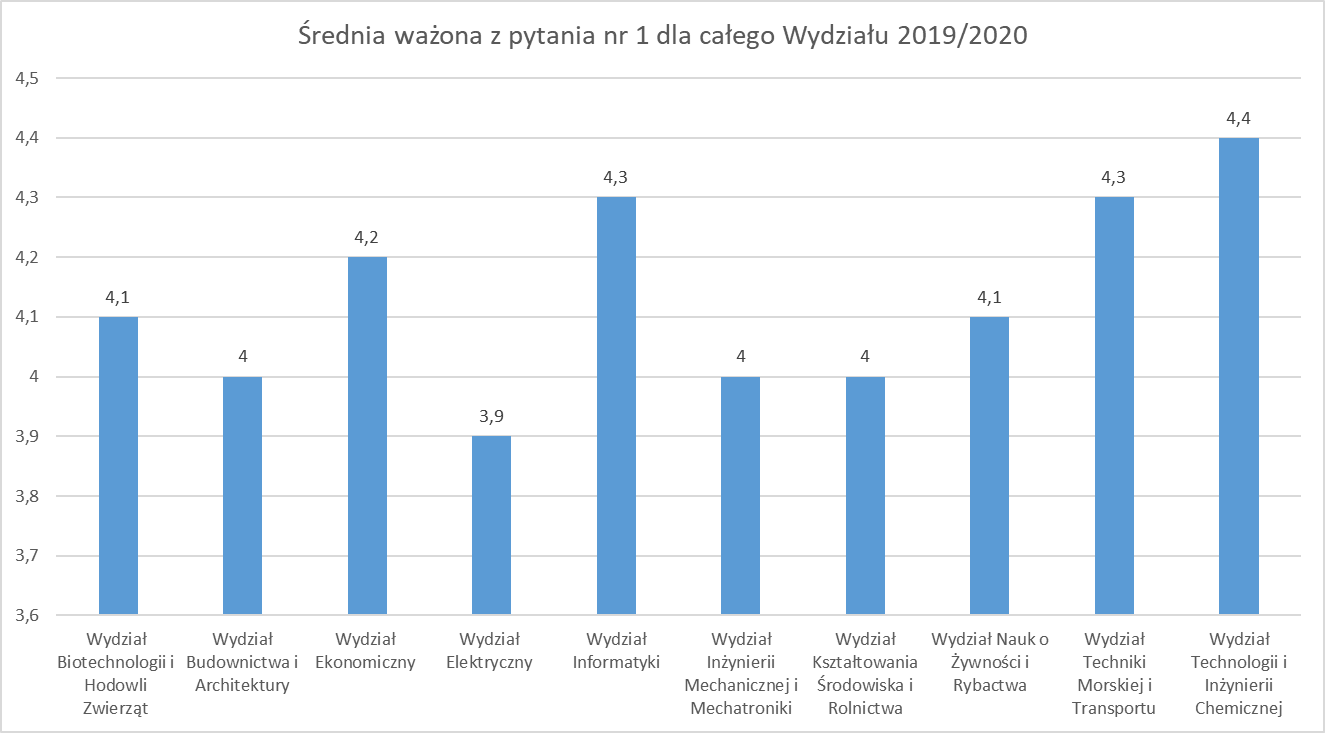 Średnia ważona z pytania nr 1 dla całego Wydziału 2019/2020
4,5
4,4
4,3
4,2
4,1
4
3,9
3,8
3,7
3,6
4,1
4
4,2
3,9
4,3
4
4
4,1
4,3
4,4
Wydział
Biotechnologii i
Hodowli
Zwierząt
Wydział
Budownictwa i
Architektury
Wydział
Ekonomiczny
Wydział
Elektryczny
Wydział
Informatyki
Wydział
Inżynierii
Mechanicznej i
Mechatroniki
Wydział
Kształtowania
Środowiska i
Rolnictwa
Wydział Nauk o
Żywności i
Rybactwa
Wydział
Techniki
Morskiej i
Transportu
Wydział
Technologii i
Inżynierii
Chemicznej